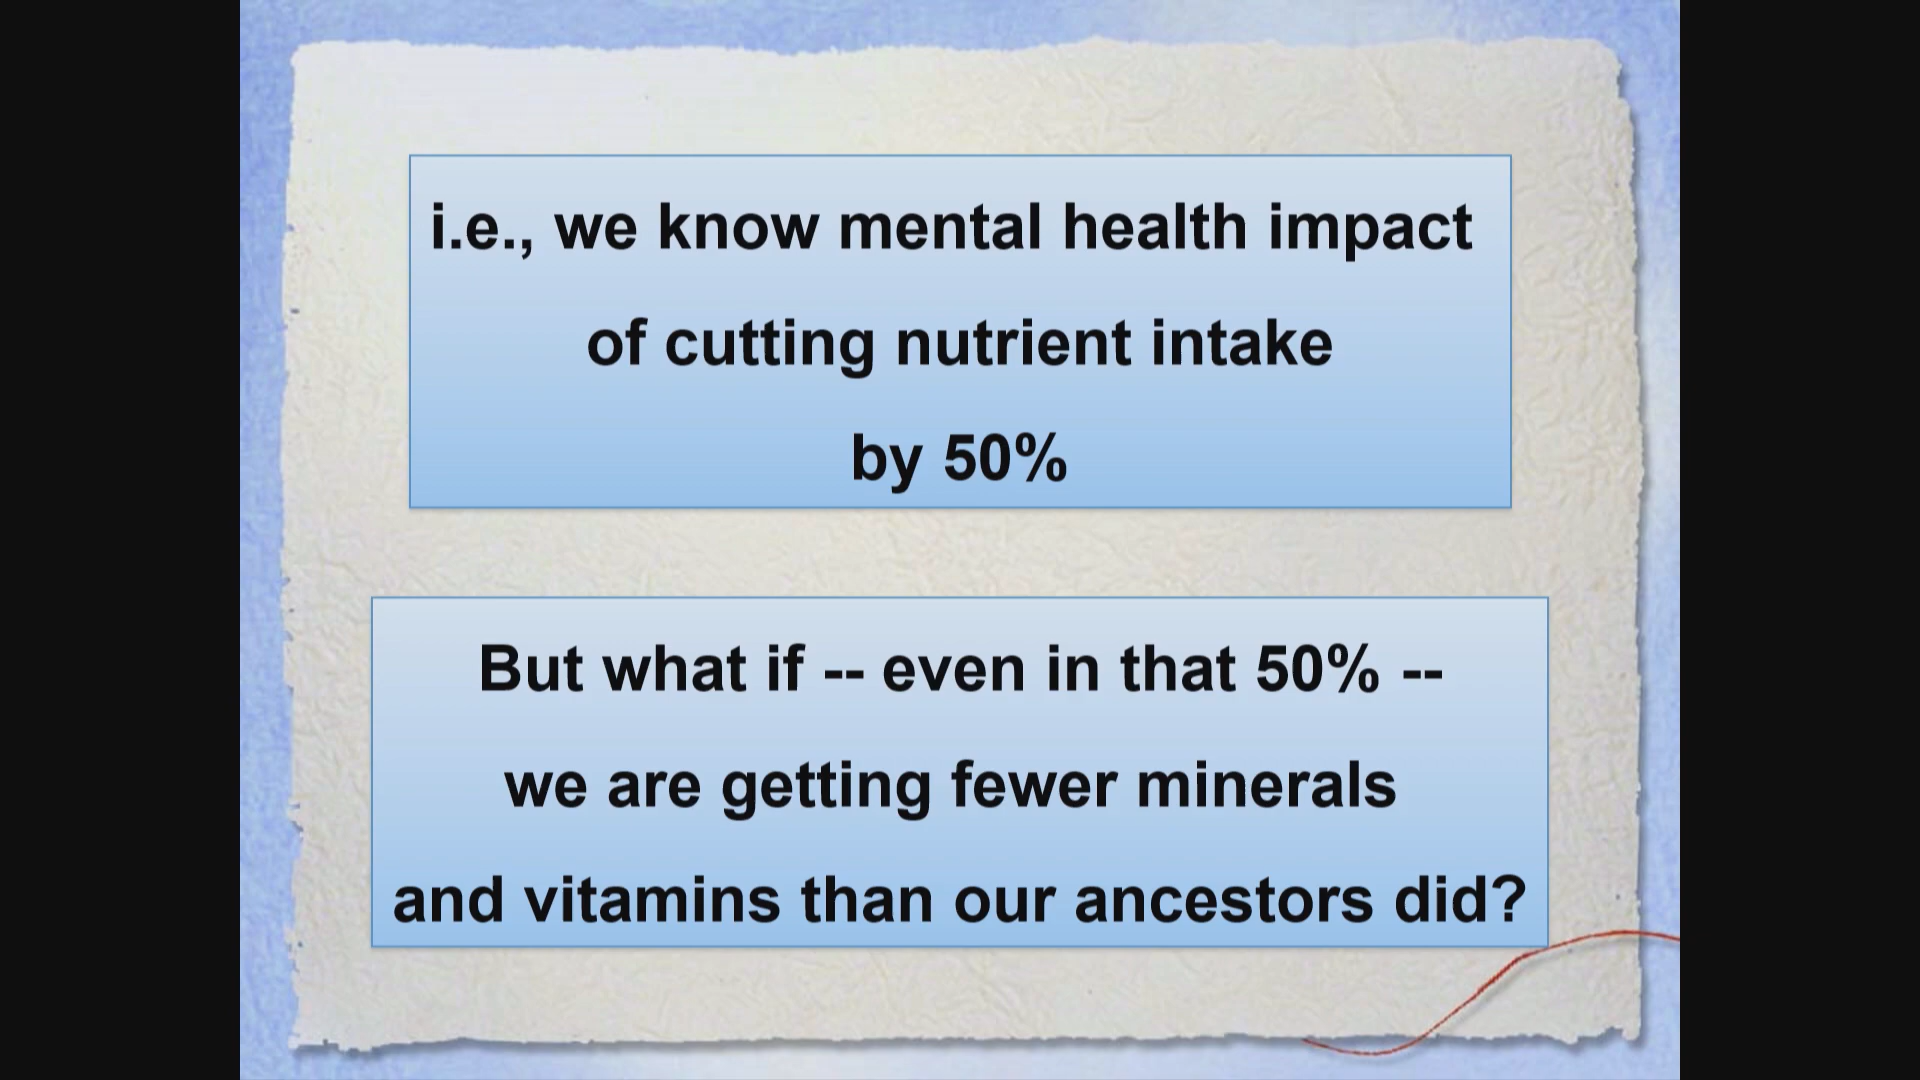 i.e., we know mental health impact
of cutting nutrient intake
by 50%
But what if -- even in that 50% --
we are getting fewer minerals
and vitamins than our ancestors did?